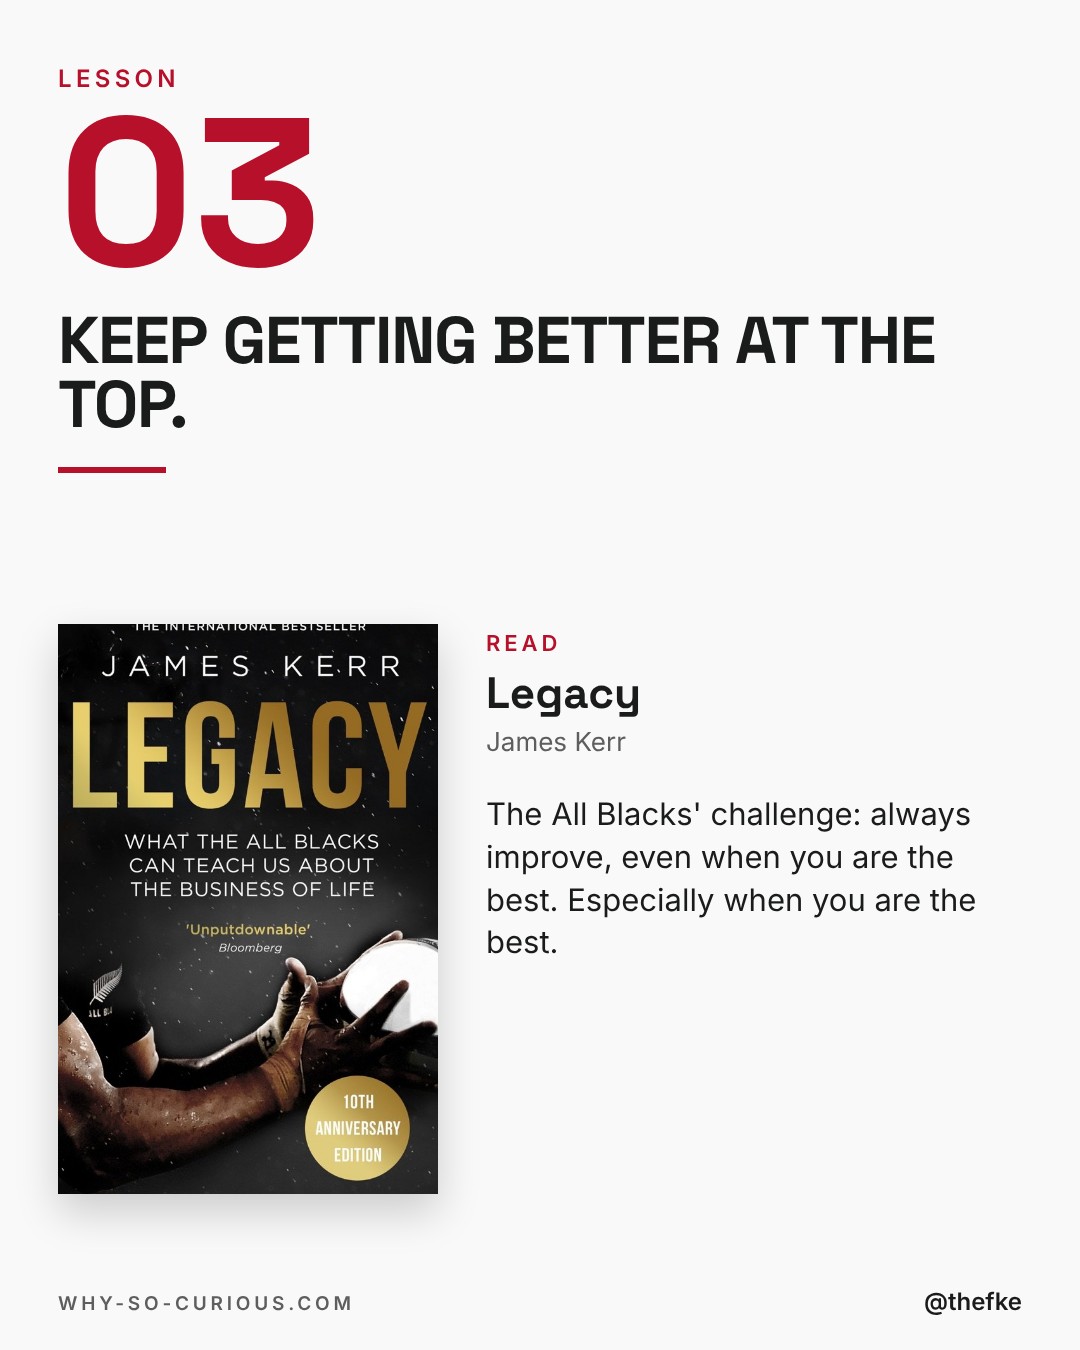 LESSON
03
KEEP GETTING BETTER AT THE
TOP.
THE INTERNATIONAL BESTSELLER
JAMES KERR
LEGACY
WHAT THE ALL BLACKS
CAN TEACH US ABOUT
THE BUSINESS OF LIFE
'Unputdownable'
Bloomberg
ALL BL
10TH
ANNIVERSARY
EDITION
READ
Legacy
James Kerr
The All Blacks' challenge: always
improve, even when you are the
best. Especially when you are the
best.
WHY-SO-CURIOUS.COM
@thefke